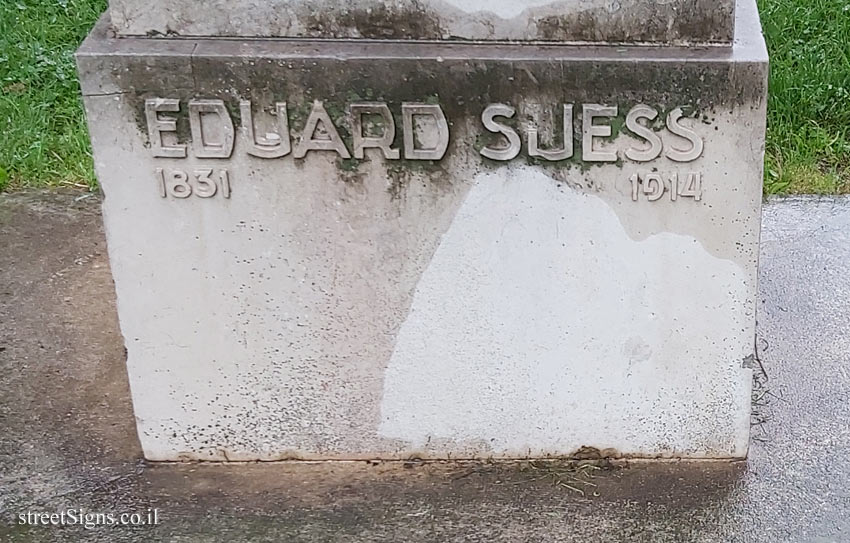 EDUARD SUESS
1831 1914
streetSigns.co.il